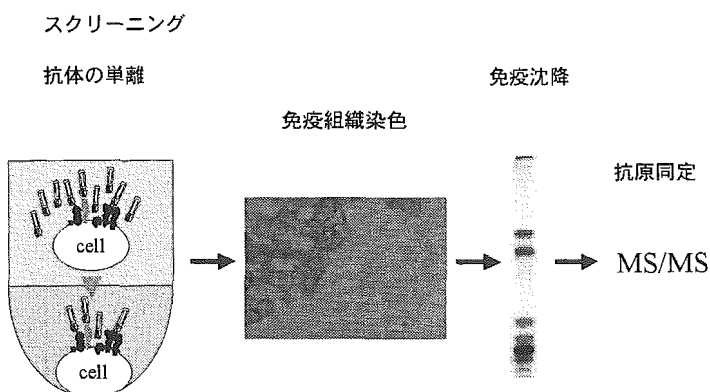 スクリーニング
抗体の単離
免疫組織染色
免疫沈降
抗原同定
cell
cell
MS/MS